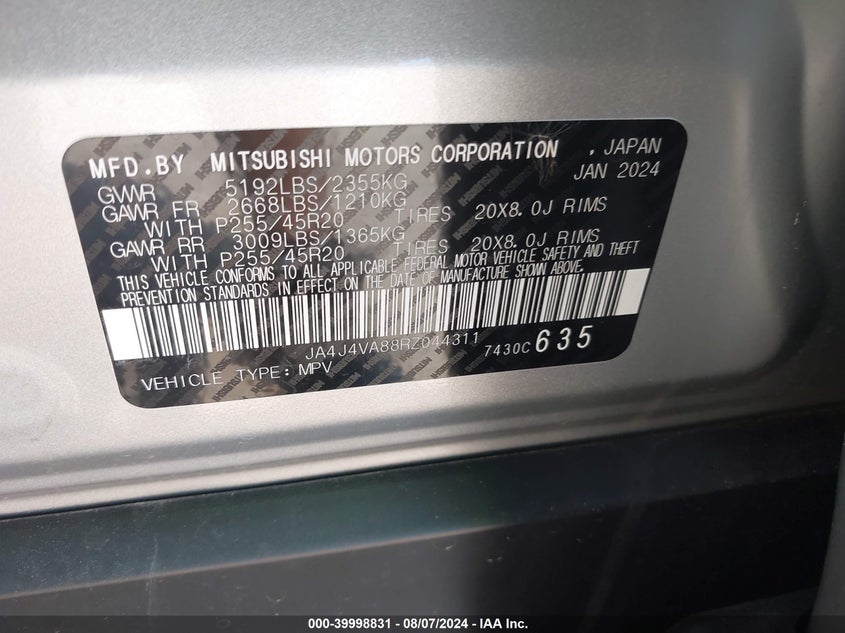 MFD.BY MITSUBISHI MOTORS CORPORATION , JAPAN
JAN 2024
GVWR 5192LBS/2355KG
GAWR FR 2668LBS/1210KG
WITH P255/45R20 TIRES 20X8.0J RIMS
GAWR RR 3009LBS/1365KG
WITH P255/45R20 TIRES 20X8.0J RIMS
THIS VEHICLE CONFORMS TO ALL APPLICABLE FEDERAL MOTOR VEHICLE SAFETY AND THEFT
PREVENTION STANDARDS IN EFFECT ON THE DATE OF MANUFACTURE SHOWN ABOVE.
JA4J4VA88RZ044311 7430C 635
VEHICLE TYPE: MPV
000-39998831 - 08/07/2024 - IAA Inc.